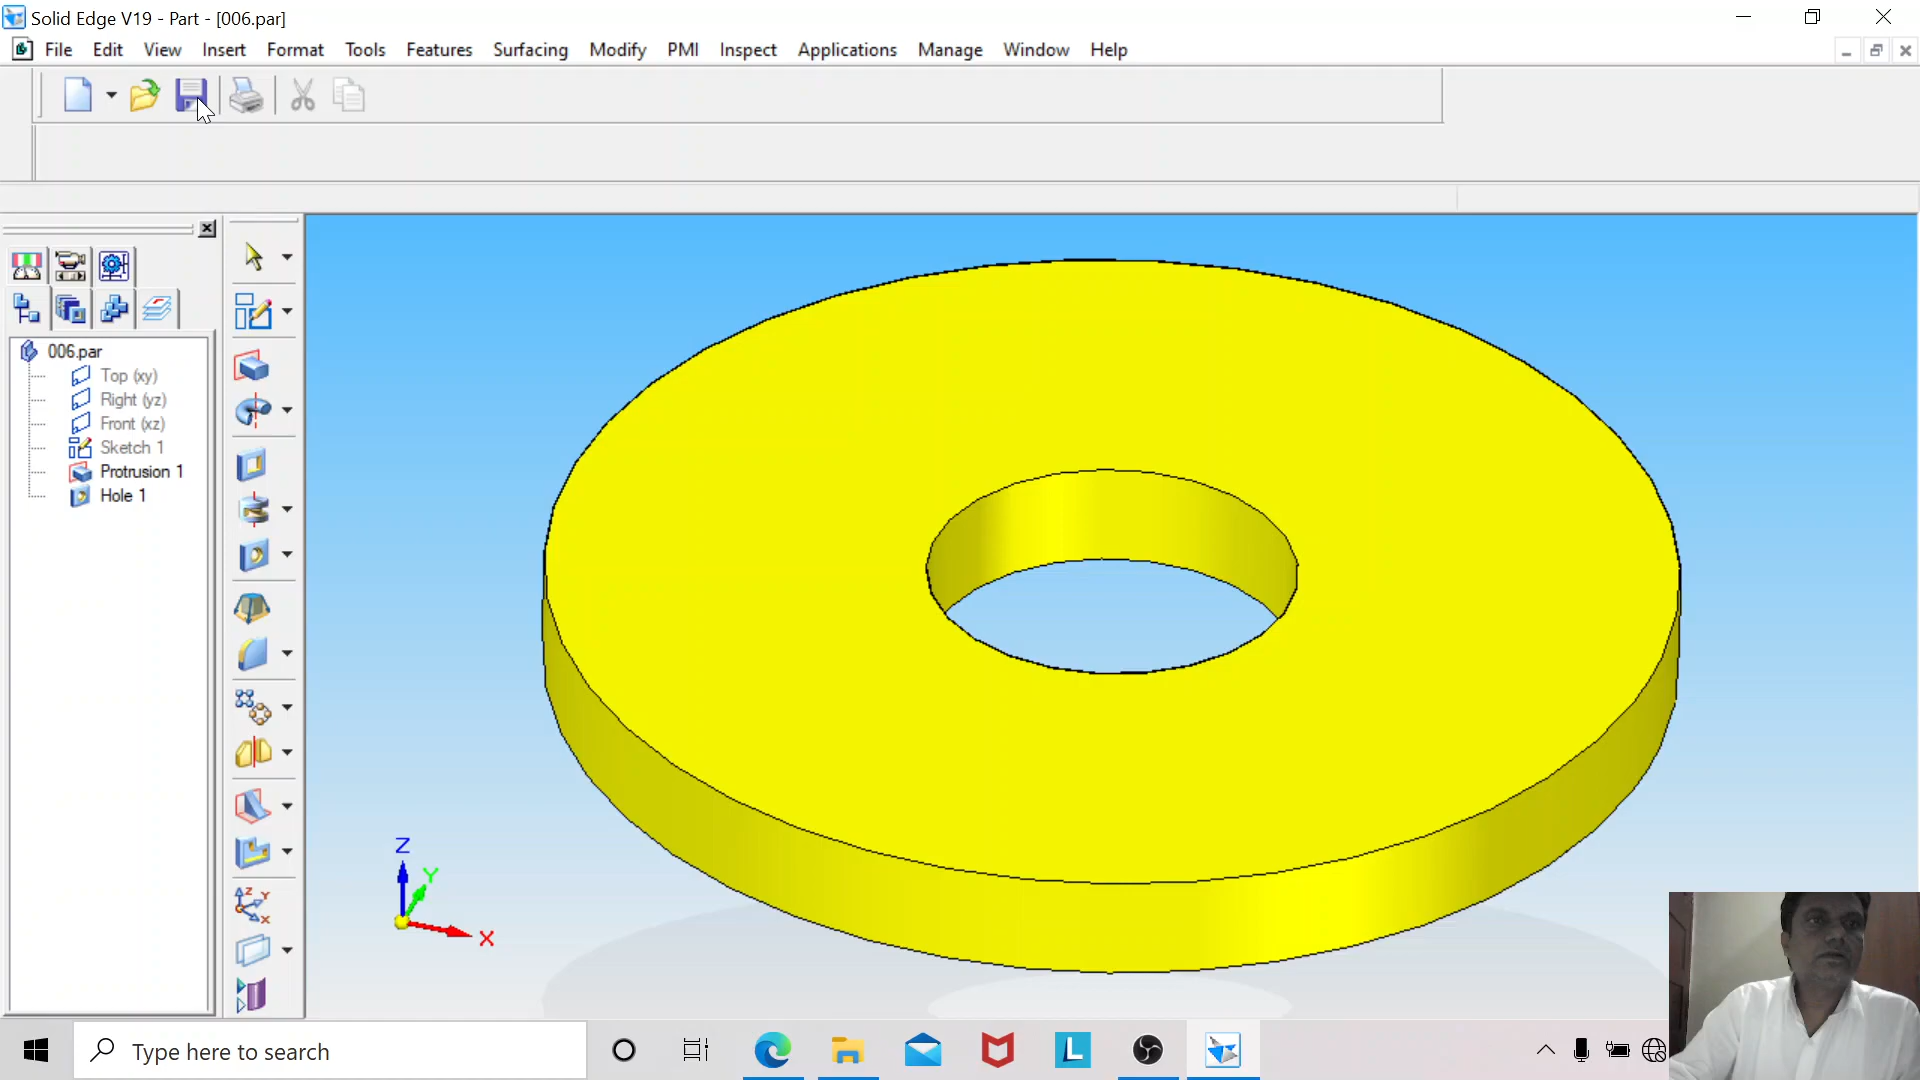 Solid Edge V19 - Part - [006.par]
File Edit View Insert Format Tools Features Surfacing Modify PMI Inspect Applications Manage Window Help
006.par
Top (xy)
Right (yz)
Front (xz)
Sketch 1
Protrusion 1
Hole 1
Z
Y
X
Type here to search
L